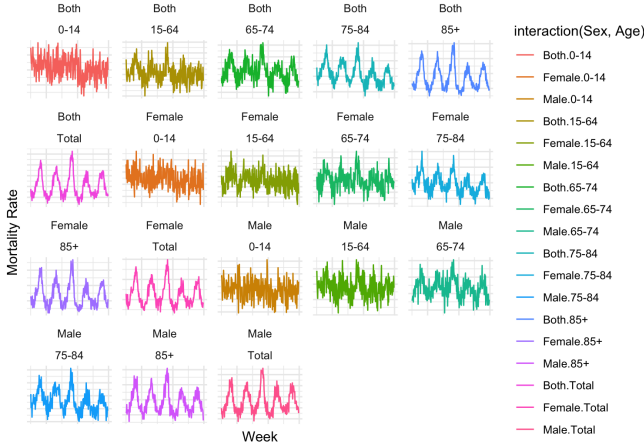 Both Both Both Both Both
0-14 15-64 65-74 75-84 85+
Both Female Female Female Female
Total 0-14 15-64 65-74 75-84
Female Female Male Male Male
85+ Total 0-14 15-64 65-74
Male Male Male
75-84 85+ Total
Mortality Rate
Week
interaction(Sex, Age)
Both.0-14
Female.0-14
Male.0-14
Both.15-64
Female.15-64
Male.15-64
Both.65-74
Female.65-74
Male.65-74
Both.75-84
Female.75-84
Male.75-84
Both.85+
Female.85+
Male.85+
Both.Total
Female.Total
Male.Total